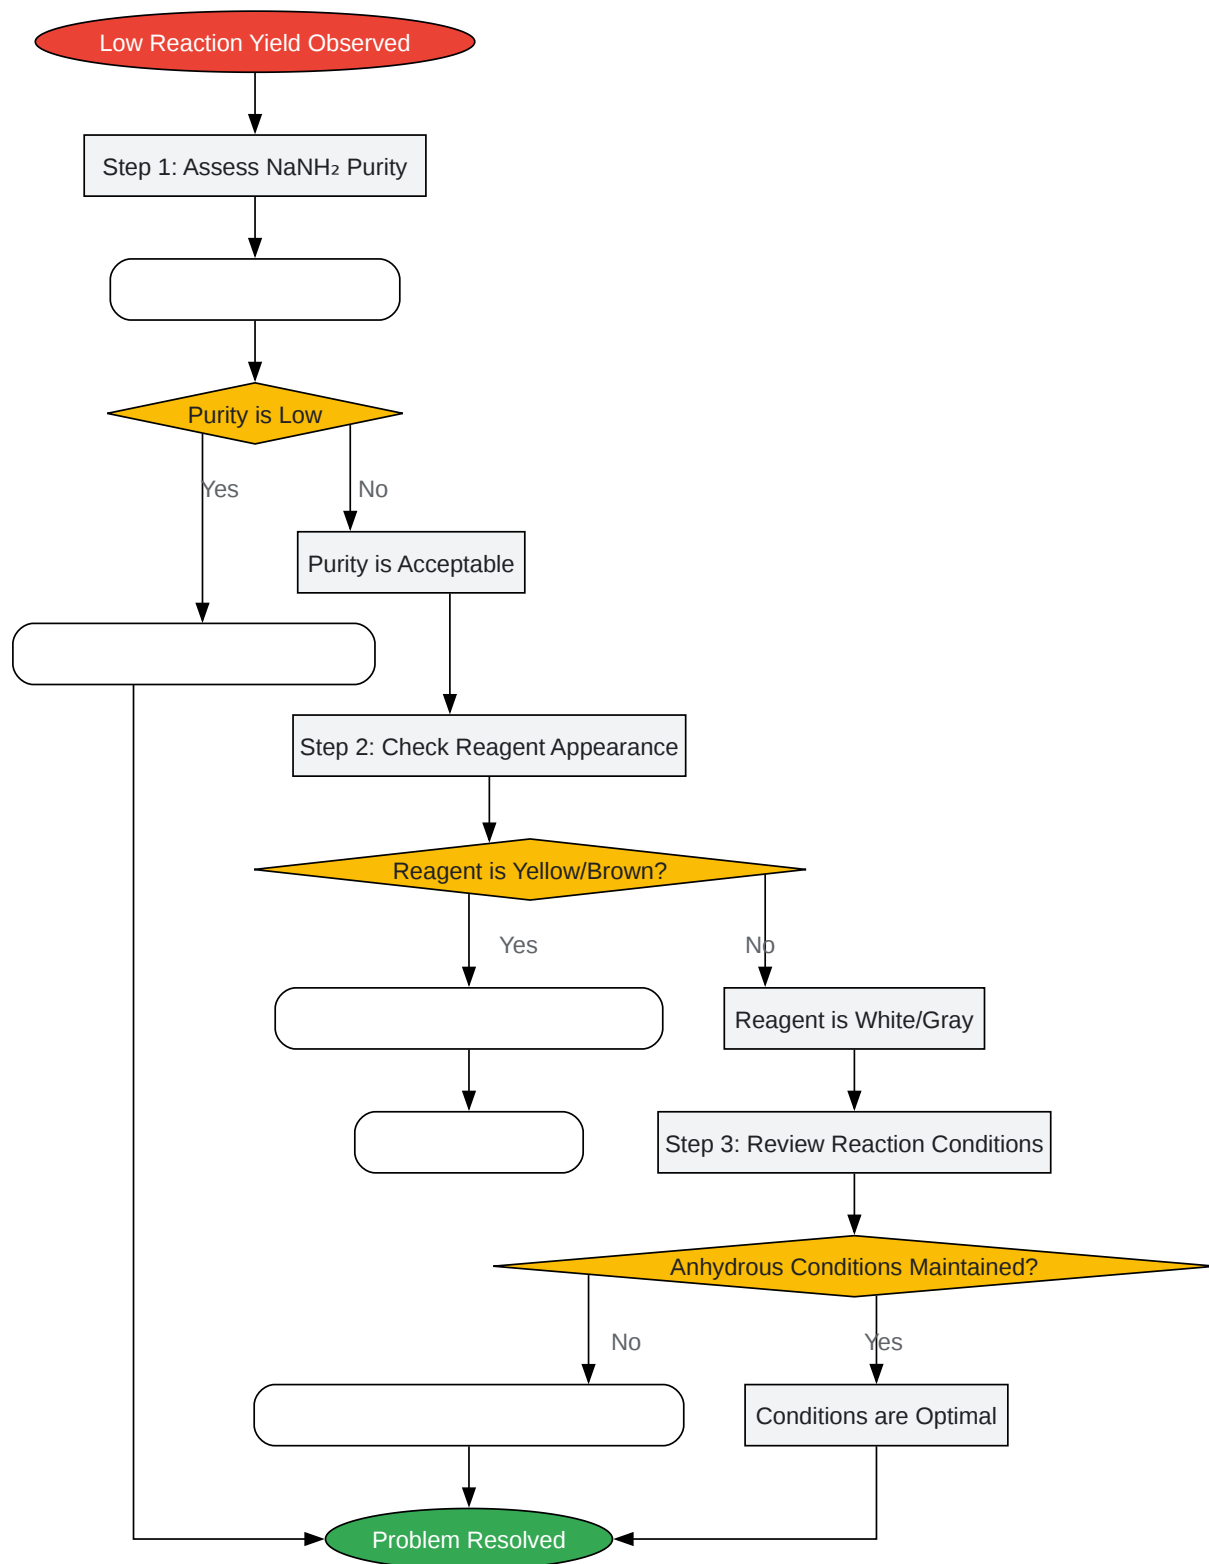 Low Reaction Yield Observed
Step 1: Assess NaNH₂ Purity
Purity is Low
Yes
No
Purity is Acceptable
Step 2: Check Reagent Appearance
Reagent is Yellow/Brown?
Yes
No
Reagent is White/Gray
Step 3: Review Reaction Conditions
Anhydrous Conditions Maintained?
No
Yes
Conditions are Optimal
Problem Resolved